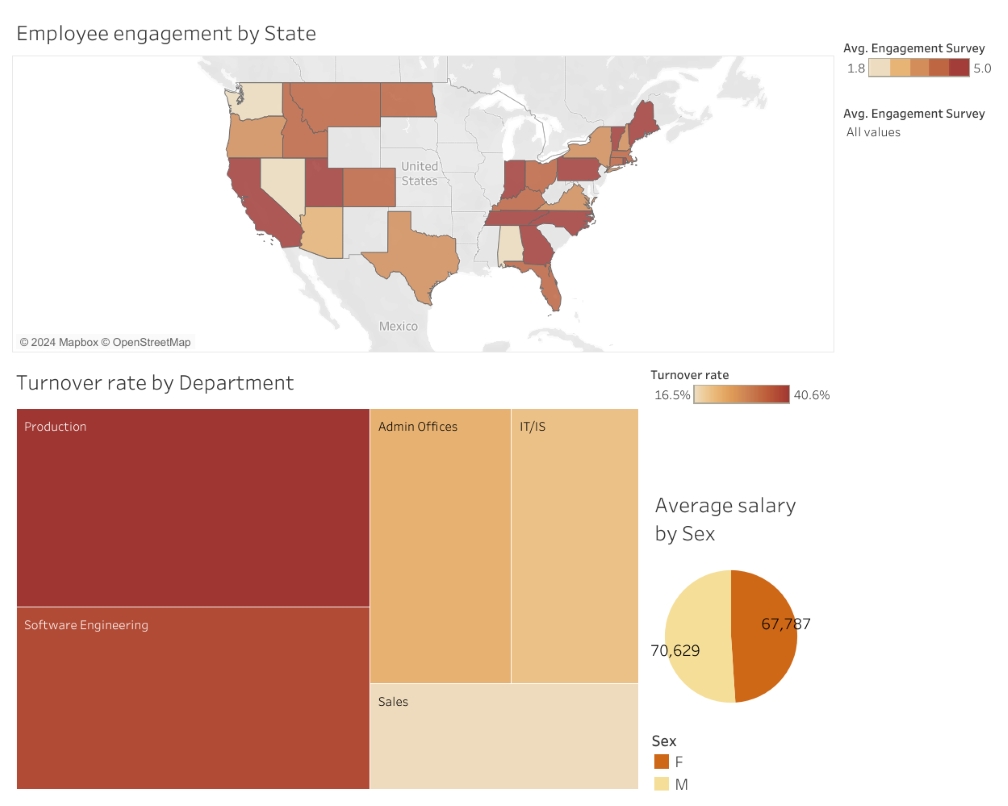 Employee engagement by State
Avg. Engagement Survey
1.8 5.0
Avg. Engagement Survey
All values
United
States
Mexico
© 2024 Mapbox © OpenStreetMap
Turnover rate by Department
Turnover rate
16.5% 40.6%
Production
Admin Offices
IT/IS
Software Engineering
Sales
Average salary
by Sex
67,787
70,629
Sex
F
M